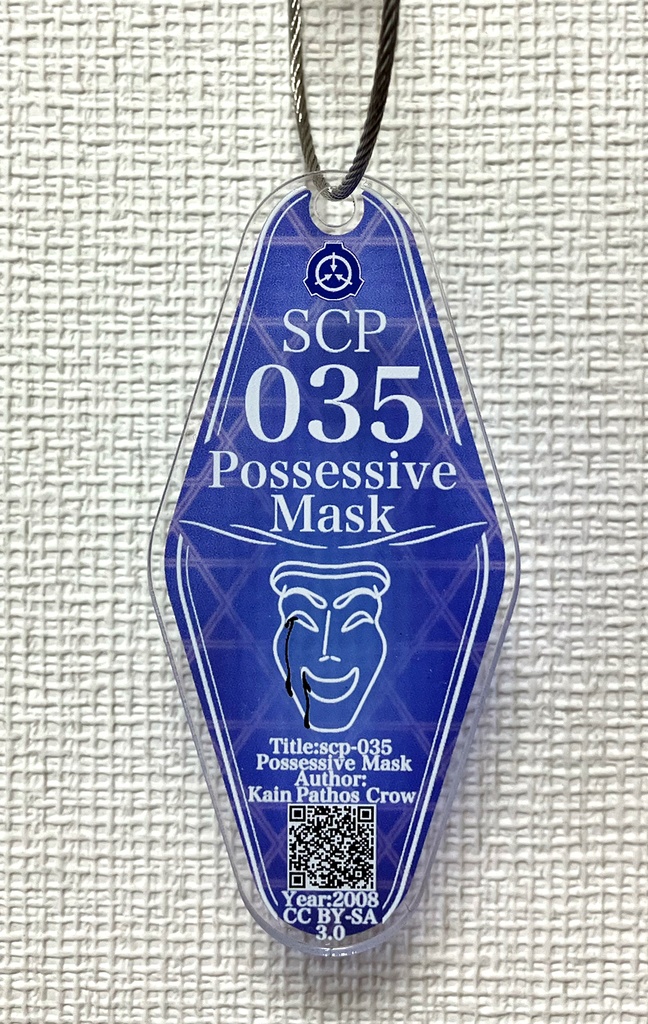 SCP
035
Possessive
Mask
Title:scp-035
Possessive Mask
Author:
Kain Pathos Crow
Year:2008
CC BY-SA
3.0